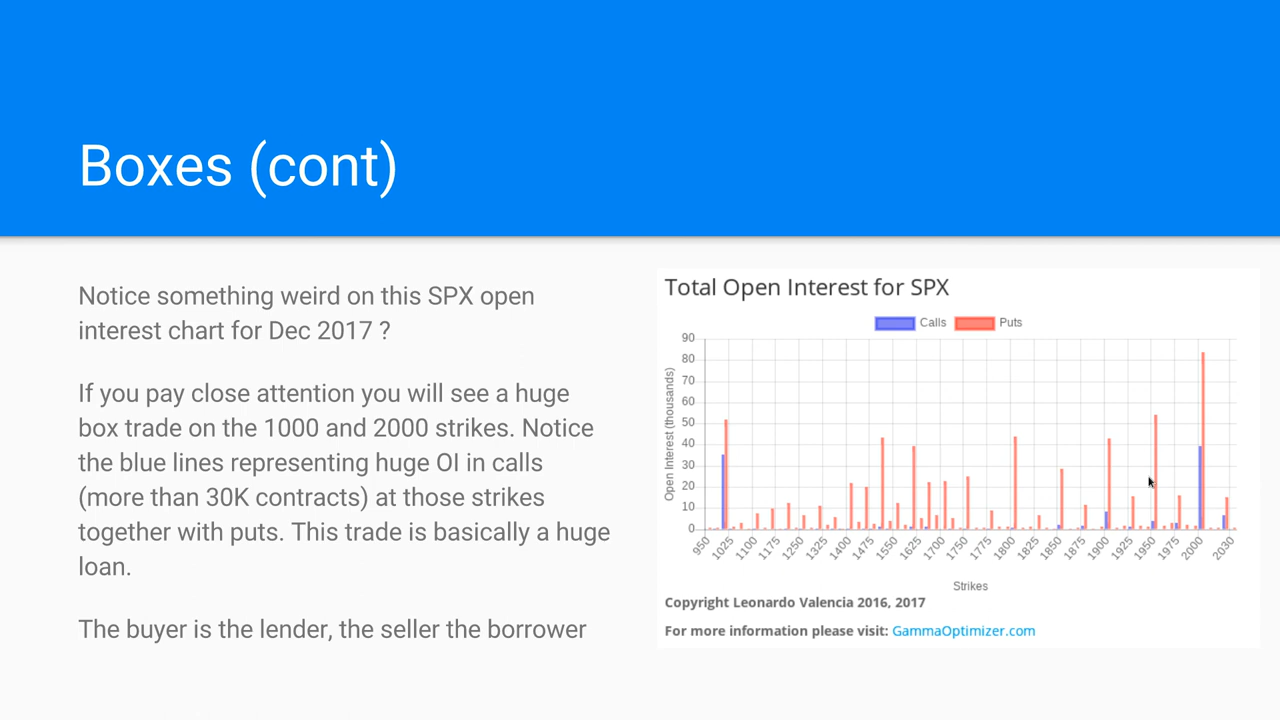 Boxes (cont)
Notice something weird on this SPX open
interest chart for Dec 2017 ?
If you pay close attention you will see a huge
box trade on the 1000 and 2000 strikes. Notice
the blue lines representing huge OI in calls
(more than 30K contracts) at those strikes
together with puts. This trade is basically a huge
loan.
The buyer is the lender, the seller the borrower
Total Open Interest for SPX
Calls Puts
Open Interest (thousands)
90
80
70
60
50
40
30
20
10
0
950 1025 1100 1175 1250 1325 1400 1475 1550 1625 1700 1750 1775 1800 1850 1875 1900 1925 1950 1975 2000 2030
Strikes
Copyright Leonardo Valencia 2016, 2017
For more information please visit: GammaOptimizer.com